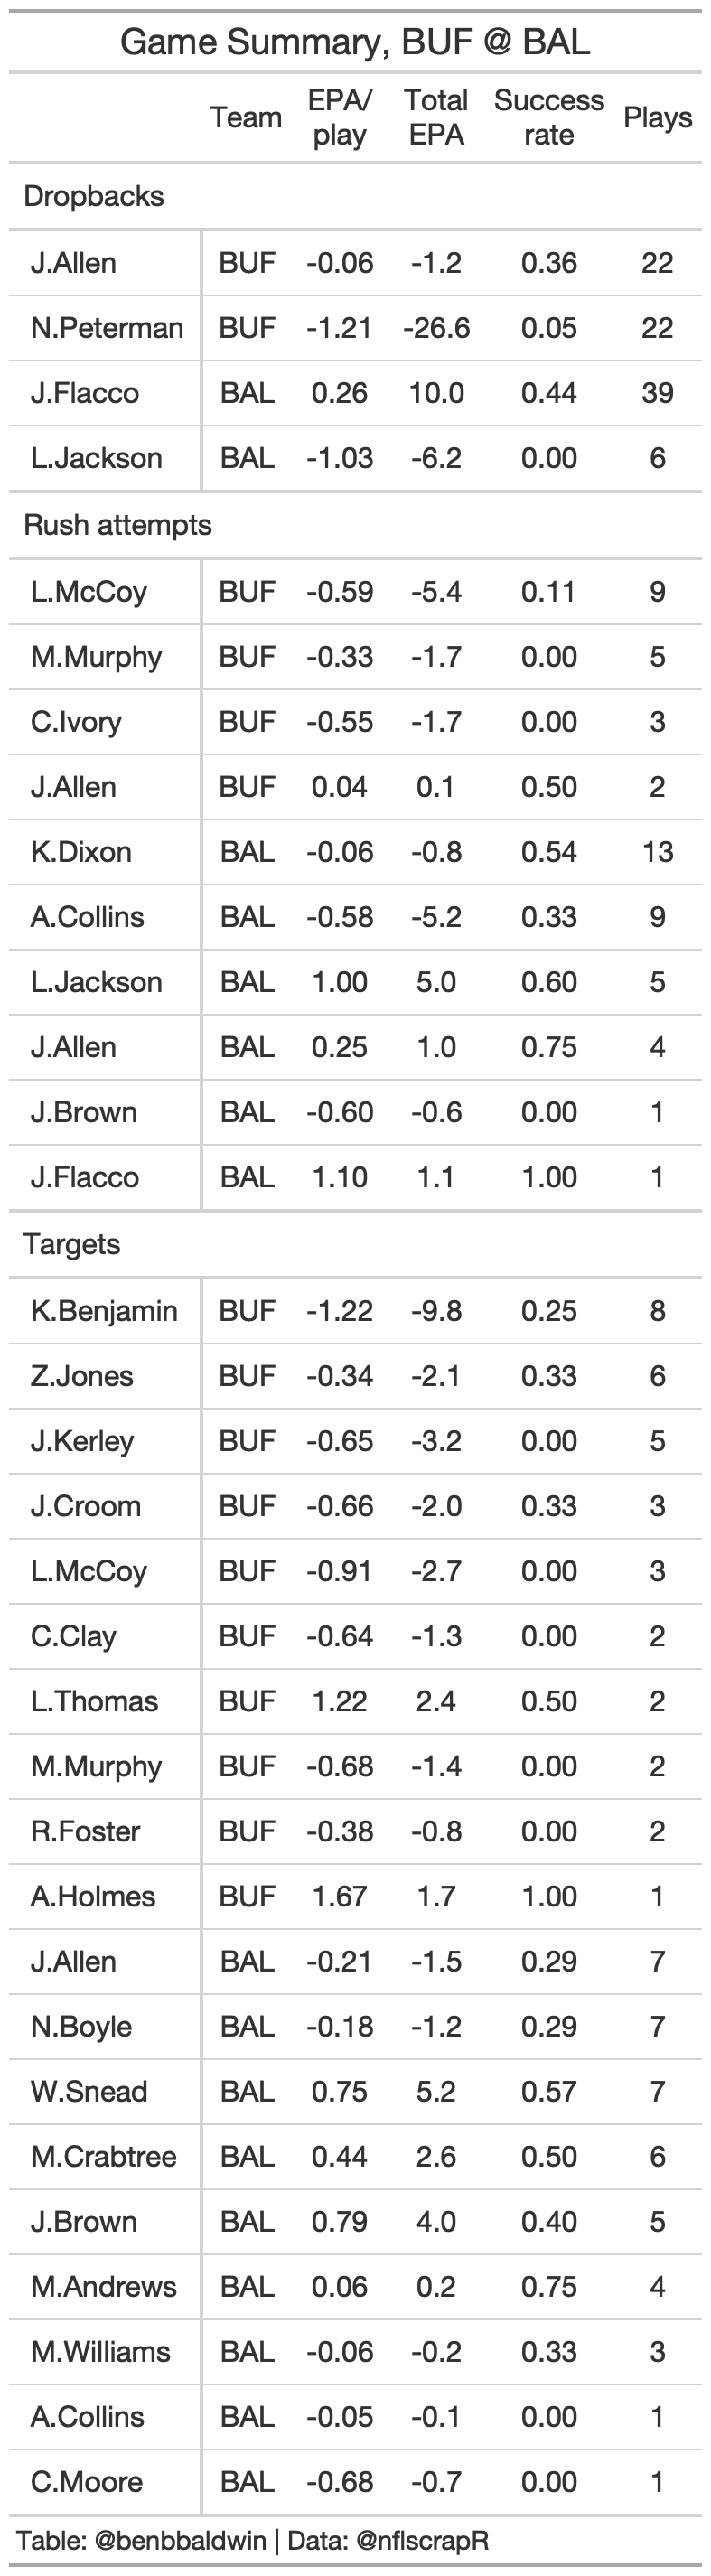 Game Summary, BUF @ BAL
Team EPA/play Total EPA Success rate Plays
Dropbacks
J.Allen BUF -0.06 -1.2 0.36 22
N.Peterman BUF -1.21 -26.6 0.05 22
J.Flacco BAL 0.26 10.0 0.44 39
L.Jackson BAL -1.03 -6.2 0.00 6
Rush attempts
L.McCoy BUF -0.59 -5.4 0.11 9
M.Murphy BUF -0.33 -1.7 0.00 5
C.Ivory BUF -0.55 -1.7 0.00 3
J.Allen BUF 0.04 0.1 0.50 2
K.Dixon BAL -0.06 -0.8 0.54 13
A.Collins BAL -0.58 -5.2 0.33 9
L.Jackson BAL 1.00 5.0 0.60 5
J.Allen BAL 0.25 1.0 0.75 4
J.Brown BAL -0.60 -0.6 0.00 1
J.Flacco BAL 1.10 1.1 1.00 1
Targets
K.Benjamin BUF -1.22 -9.8 0.25 8
Z.Jones BUF -0.34 -2.1 0.33 6
J.Kerley BUF -0.65 -3.2 0.00 5
J.Croom BUF -0.66 -2.0 0.33 3
L.McCoy BUF -0.91 -2.7 0.00 3
C.Clay BUF -0.64 -1.3 0.00 2
L.Thomas BUF 1.22 2.4 0.50 2
M.Murphy BUF -0.68 -1.4 0.00 2
R.Foster BUF -0.38 -0.8 0.00 2
A.Holmes BUF 1.67 1.7 1.00 1
J.Allen BAL -0.21 -1.5 0.29 7
N.Boyle BAL -0.18 -1.2 0.29 7
W.Snead BAL 0.75 5.2 0.57 7
M.Crabtree BAL 0.44 2.6 0.50 6
J.Brown BAL 0.79 4.0 0.40 5
M.Andrews BAL 0.06 0.2 0.75 4
M.Williams BAL -0.06 -0.2 0.33 3
A.Collins BAL -0.05 -0.1 0.00 1
C.Moore BAL -0.68 -0.7 0.00 1
Table: @benbbaldwin | Data: @nflscrapR